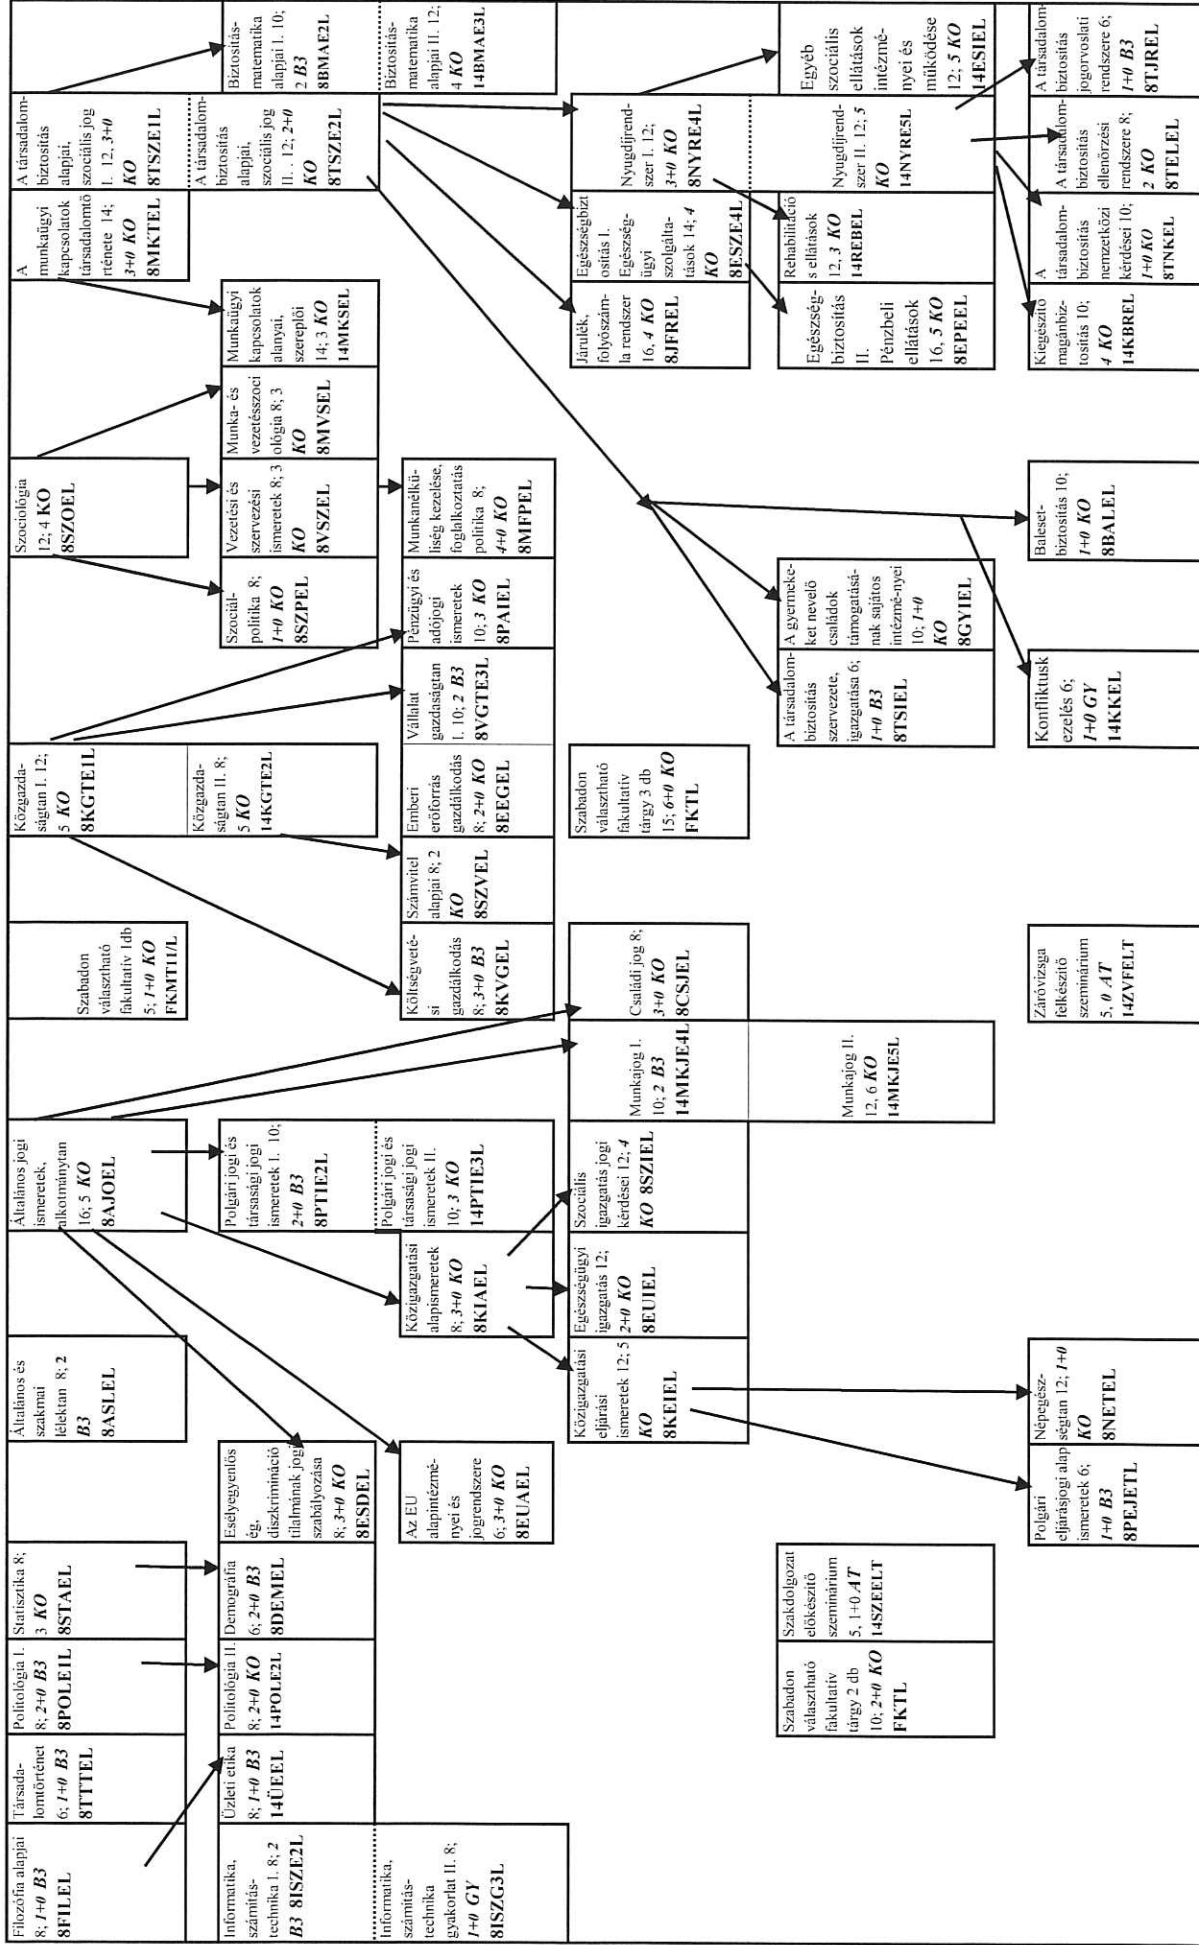 Filozófia alapjai
8; 1+0 B3
8FILEL
Társada-
lomtörténet
6; 1+0 B3
8TTTEL
Politológia I.
8; 2+0 B3
8POLE1L
Statisztika 8;
3 KO
8STAEL
Általános és
szakmai
lélektan 8; 2
B3
8ASLEL
Általános jogi
ismeretek,
alkotmánytan
16; 5 KO
8AJOEL
Szabadon
választható
fakultatív 1db
5; 1+0 KO
FKMT11/L
Közgazda-
ságtan I. 12;
5 KO
8KGTE1L
Szociológia
12; 4 KO
8SZOEL
A
munkaügyi
kapcsolatok
társadalomtö
rténete 14;
3+0 KO
8MKTEL
A társadalom-
biztosítás
alapjai,
szociális jog
I. 12, 3+0
KO
8TSZE1L
Informatika,
számítás-
technika I. 8; 2
B3 8ISZE2L
Üzleti etika
8; 1+0 B3
14ÜEEL
Politológia II.
8; 2+0 KO
14POLE2L
Demográfia
6; 2+0 B3
8DEMEL
Esélyegyenlős
ég,
diszkrimináció
tilalmának jogi
szabályozása
8; 3+0 KO
8ESDEL
Polgári jogi és
társasági jogi
ismeretek I. 10;
2+0 B3
8PTIE2L
Közgazda-
ságtan II. 8;
5 KO
14KGTE2L
Szociál-
politika 8;
1+0 KO
8SZPEL
Vezetési és
szervezési
ismeretek 8; 3
KO
8VSZEL
Munka- és
vezetésszoci
ológia 8; 3
KO
8MVSEL
Munkaügyi
kapcsolatok
alanyai,
szereplői
14; 3 KO
14MKSEL
A társadalom-
biztosítás
alapjai,
szociális jog
II. . 12; 2+0
KO
8TSZE2L
Biztosítás-
matematika
alapjai I. 10;
2 B3
8BMAE2L
Informatika,
számítás-
technika
gyakorlat II. 8;
1+0 GY
8ISZG3L
Az EU
alapintézmé-
nyei és
jogrendszere
6; 3+0 KO
8EUAEL
Közigazgatási
alapismeretek
8; 3+0 KO
8KIAEL
Polgári jogi és
társasági jogi
ismeretek II.
10; 3 KO
14PTIE3L
Költségveté-
si
gazdálkodás
8; 3+0 B3
8KVGEL
Számvitel
alapjai 8; 2
KO
8SZVEL
Emberi
erőforrás
gazdálkodás
8; 2+0 KO
8EEGEL
Vállalat
gazdaságtan
I. 10; 2 B3
8VGTE3L
Pénzügyi és
adójogi
ismeretek
10; 3 KO
8PAIEL
Munkanélkü-
liség kezelése,
foglalkoztatás
politika 8;
4+0 KO
8MFPEL
Biztosítás-
matematika
alapjai II. 12;
4 KO
14BMAE3L
Közigazgatási
eljárási
ismeretek 12; 5
KO
8KEIEL
Egészségügyi
igazgatás 12;
2+0 KO
8EUIEL
Szociális
igazgatás jogi
kérdései 12; 4
KO 8SZIEL
Munkajog I.
10; 2 B3
14MKJE4L
Családi jog 8;
3+0 KO
8CSJEL
Szabadon
választható
fakultatív
tárgy 3 db
15; 6+0 KO
FKTL
Járulék,
folyószám-
la rendszer
16, 4 KO
8JFREL
Egészségbizt
osítás I.
Egészség-
ügyi
szolgálta-
tások 14; 4
KO
8ESZE4L
Nyugdíjrend-
szer I. 12;
3+0 KO
8NYRE4L
Szabadon
választható
fakultatív
tárgy 2 db
10; 2+0 KO
FKTL
Szakdolgozat
előkészítő
szeminárium
5, 1+0 AT
14SZEELT
Munkajog II.
12, 6 KO
14MKJE5L
A társadalom-
biztosítás
szervezete,
igazgatása 6;
1+0 B3
8TSIEL
A gyermeke-
ket nevelő
családok
támogatásá-
nak sajátos
intézmé-nyei
10; 1+0
KO
8GYIEL
Egészség-
biztosítás
II.
Pénzbeli
ellátások
16, 5 KO
8EPEEL
Rehabilitáció
s ellátások
12, 3 KO
14REBEL
Nyugdíjrend-
szer II. 12; 5
KO
14NYRE5L
Egyéb
szociális
ellátások
intézmé-
nyei és
működése
12; 5 KO
14ESIEL
Polgári
eljárásjogi alap
ismeretek 6;
1+0 B3
8PEJETL
Népegész-
ségtan 12; 1+0
KO
8NETEL
Záróvizsga
felkészítő
szeminárium
5, 0 AT
14ZVFELT
Konfliktusk
ezelés 6;
1+0 GY
14KKEL
Baleset-
biztosítás 10;
1+0 KO
8BALEL
Kiegészítő
magánbiz-
tosítás 10;
4 KO
14KBREL
A
társadalom-
biztosítás
nemzetközi
kérdései 10;
1+0 KO
8TNKEL
A társadalom-
biztosítás
ellenőrzési
rendszere 8;
2 KO
8TELEL
A társadalom-
biztosítás
jogorvoslati
rendszere 6;
1+0 B3
8TJREL